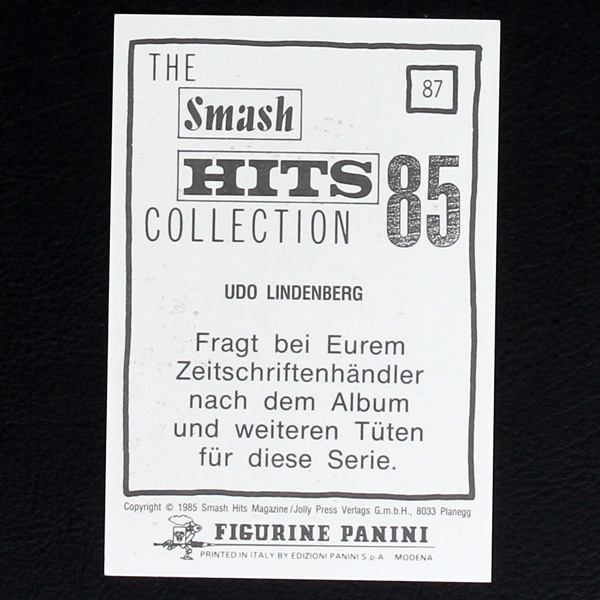 THE
87
Smash
HITS
85
COLLECTION
UDO LINDENBERG
Fragt bei Eurem
Zeitschriftenhändler
nach dem Album
und weiteren Tüten
für diese Serie.
Copyright © 1985 Smash Hits Magazine/Jolly Press Verlags G.m.b.H., 8033 Planegg
FIGURINE PANINI
PRINTED IN ITALY BY EDIZIONI PANINI S.p.A. MODENA